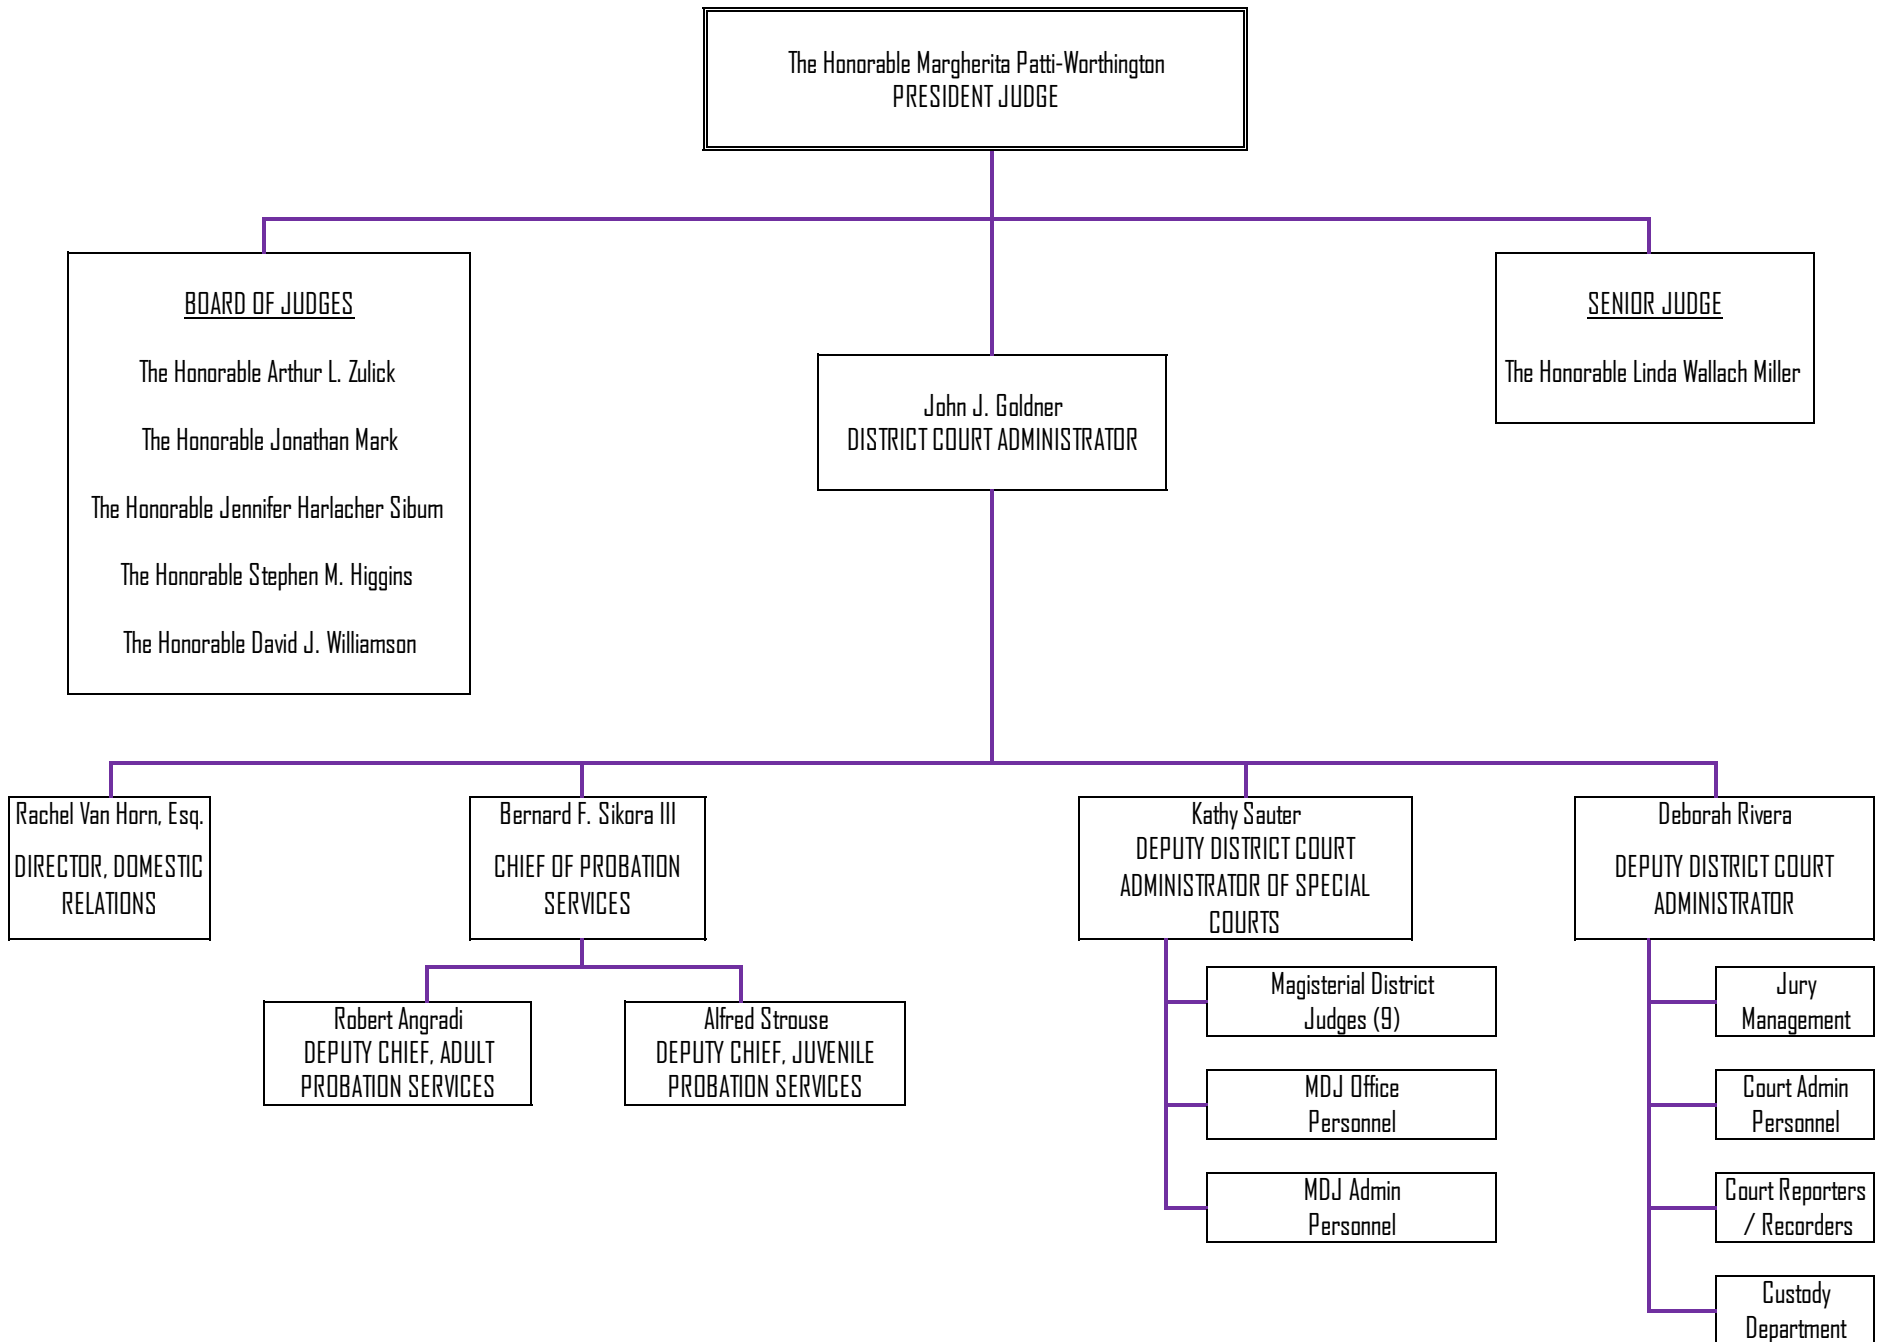 The Honorable Margherita Patti-Worthington
PRESIDENT JUDGE
BOARD OF JUDGES
The Honorable Arthur L. Zulick
The Honorable Jonathan Mark
The Honorable Jennifer Harlacher Sibum
The Honorable Stephen M. Higgins
The Honorable David J. Williamson
John J. Goldner
DISTRICT COURT ADMINISTRATOR
SENIOR JUDGE
The Honorable Linda Wallach Miller
Rachel Van Horn, Esq.
DIRECTOR, DOMESTIC
RELATIONS
Bernard F. Sikora III
CHIEF OF PROBATION
SERVICES
Robert Angradi
DEPUTY CHIEF, ADULT
PROBATION SERVICES
Alfred Strouse
DEPUTY CHIEF, JUVENILE
PROBATION SERVICES
Kathy Sauter
DEPUTY DISTRICT COURT
ADMINISTRATOR OF SPECIAL
COURTS
Magisterial District
Judges (9)
MDJ Office
Personnel
MDJ Admin
Personnel
Deborah Rivera
DEPUTY DISTRICT COURT
ADMINISTRATOR
Jury
Management
Court Admin
Personnel
Court Reporters
/ Recorders
Custody
Department